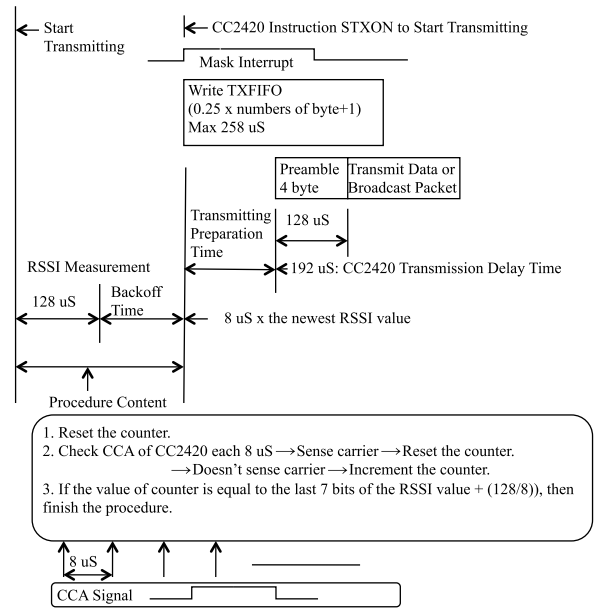 Start
Transmitting
CC2420 Instruction STXON to Start Transmitting
Mask Interrupt
Write TXFIFO
(0.25 x numbers of byte+1)
Max 258 uS
Preamble
4 byte
Transmit Data or
Broadcast Packet
Transmitting
Preparation
Time
128 uS
192 uS: CC2420 Transmission Delay Time
RSSI Measurement
128 uS
Backoff
Time
8 uS x the newest RSSI value
Procedure Content
1. Reset the counter.
2. Check CCA of CC2420 each 8 uS →Sense carrier →Reset the counter.
→Doesn't sense carrier →Increment the counter.
3. If the value of counter is equal to the last 7 bits of the RSSI value + (128/8)), then
finish the procedure.
8 uS
CCA Signal